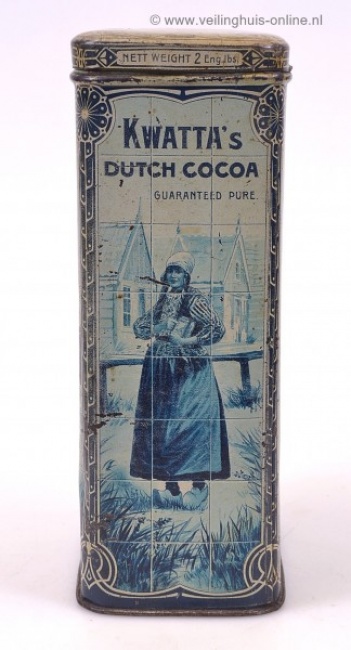 www.veilinghuis-online.nl
NETT WEIGHT 2 Eng. lbs.
KWATTA'S
DUTCH COCOA
GUARANTEED PURE.